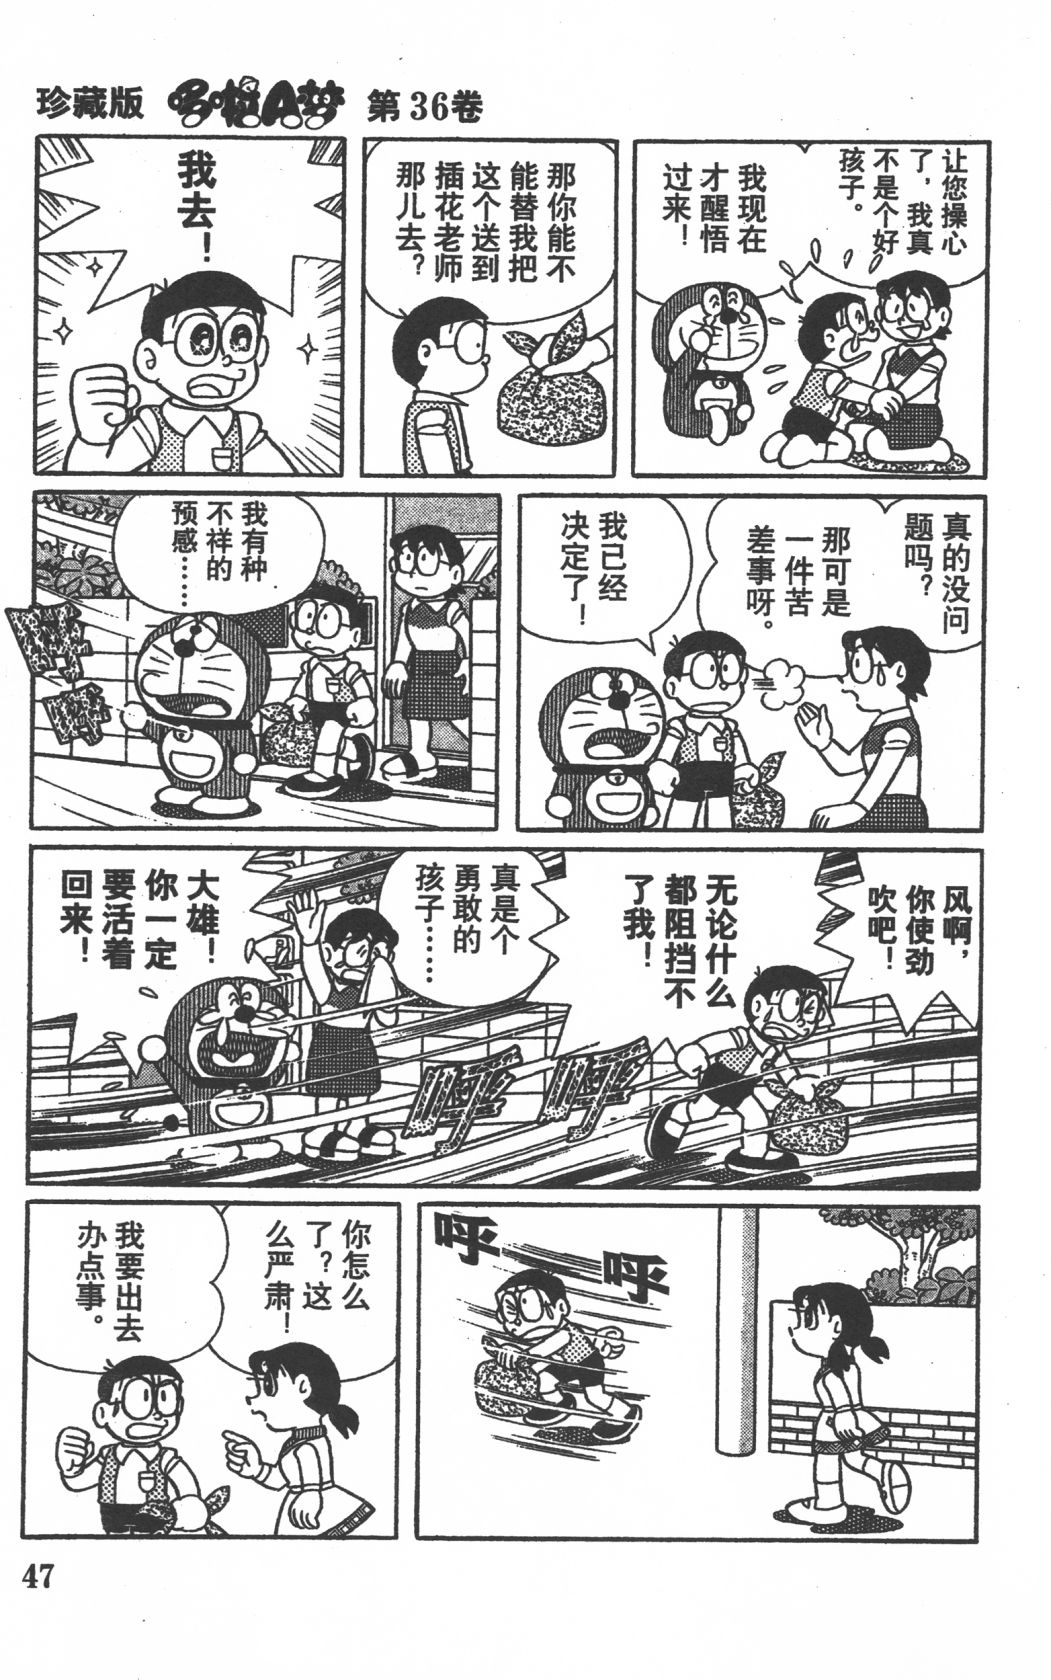 珍藏版 哆啦A梦 第36卷
让您操心
了，我真
不是个好
孩子。
我现在
才醒悟
过来！
那你能不
能替我把
这个送到
插花老师
那儿去？
我去！
真的没问
题吗？
那可是
一件苦
差事呀。
我已经
决定了！
我有种
不祥的
预感……
呼
呼
风啊，
你使劲
吹吧！
无论什么
都阻挡不
了我！
真是个
勇敢的
孩子……
大雄！
你一定
要活着
回来！
呼
呼
呼
呼
你怎么
了？这
么严肃！
我要出去
办点事。
47